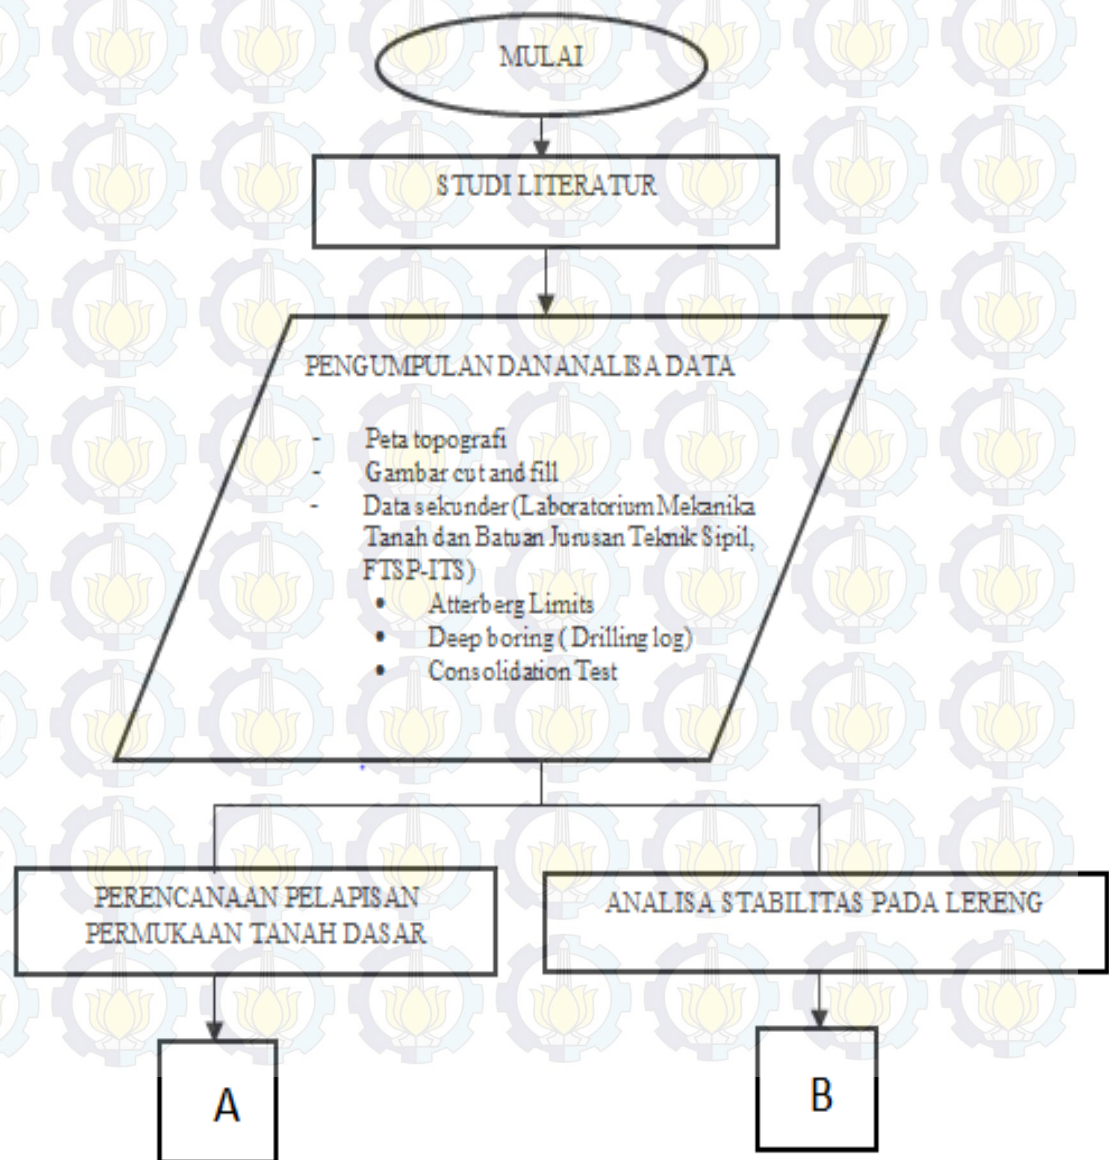 MULAI
STUDI LITERATUR
PENGUMPULAN DAN ANALISA DATA
- Peta topografi
- Gambar cut and fill
- Data sekunder (Laboratorium Mekanika
Tanah dan Batuan Jurusan Teknik Sipil,
FTSP-ITS)
• Atterberg Limits
• Deep boring ( Drilling log)
• Consolidation Test
PERENCANAAN PELAPISAN
PERMUKAAN TANAH DASAR
ANALISA STABILITAS PADA LERENG
A
B